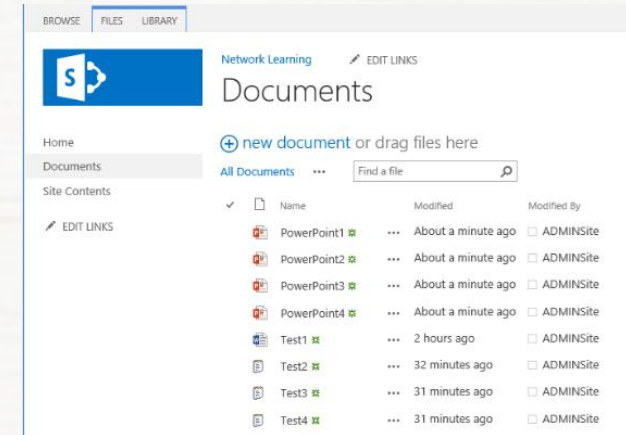 BROWSE FILES LIBRARY
S
Network Learning EDIT LINKS
Documents
Home
Documents
Site Contents
EDIT LINKS
new document or drag files here
All Documents ... Find a file
Name Modified Modified By
PowerPoint1 ... About a minute ago ADMINSite
PowerPoint2 ... About a minute ago ADMINSite
PowerPoint3 ... About a minute ago ADMINSite
PowerPoint4 ... About a minute ago ADMINSite
Test1 ... 2 hours ago ADMINSite
Test2 ... 32 minutes ago ADMINSite
Test3 ... 31 minutes ago ADMINSite
Test4 ... 31 minutes ago ADMINSite